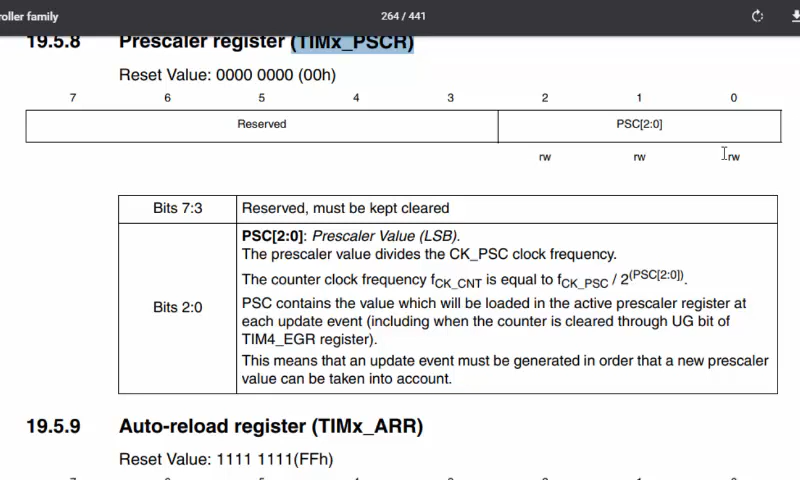 oller family
264 / 441
19.5.8 Prescaler register (TIMx_PSCR)
Reset Value: 0000 0000 (00h)
7 6 5 4 3 2 1 0
Reserved PSC[2:0]
rw rw rw
Bits 7:3 Reserved, must be kept cleared
PSC[2:0]: Prescaler Value (LSB).
The prescaler value divides the CK_PSC clock frequency.
The counter clock frequency fCK_CNT is equal to fCK_PSC / 2(PSC[2:0]).
Bits 2:0
PSC contains the value which will be loaded in the active prescaler register at
each update event (including when the counter is cleared through UG bit of
TIM4_EGR register).
This means that an update event must be generated in order that a new prescaler
value can be taken into account.
19.5.9 Auto-reload register (TIMx_ARR)
Reset Value: 1111 1111(FFh)